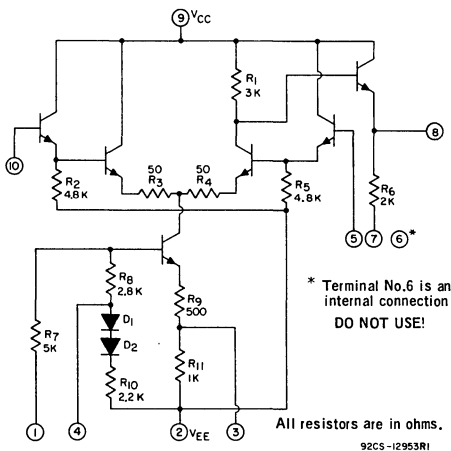 9 VCC
R1
3K
8
10
50
R3
50
R4
R2
4.8K
R5
4.8K
R6
2K
5 7 6*
R8
2.8K
R9
500
* Terminal No.6 is an
internal connection
DO NOT USE!
D1
D2
R7
5K
R10
2.2K
R11
1K
1 4 2 VEE 3
All resistors are in ohms.
92CS-12953R1